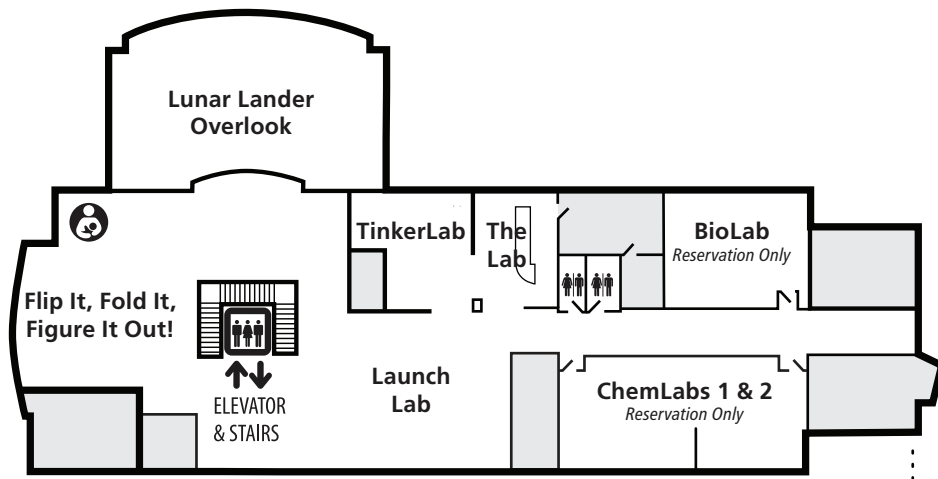 Lunar Lander
Overlook
TinkerLab
The
Lab
BioLab
Reservation Only
Flip It, Fold It,
Figure It Out!
Launch
Lab
ChemLabs 1 & 2
Reservation Only
ELEVATOR
& STAIRS